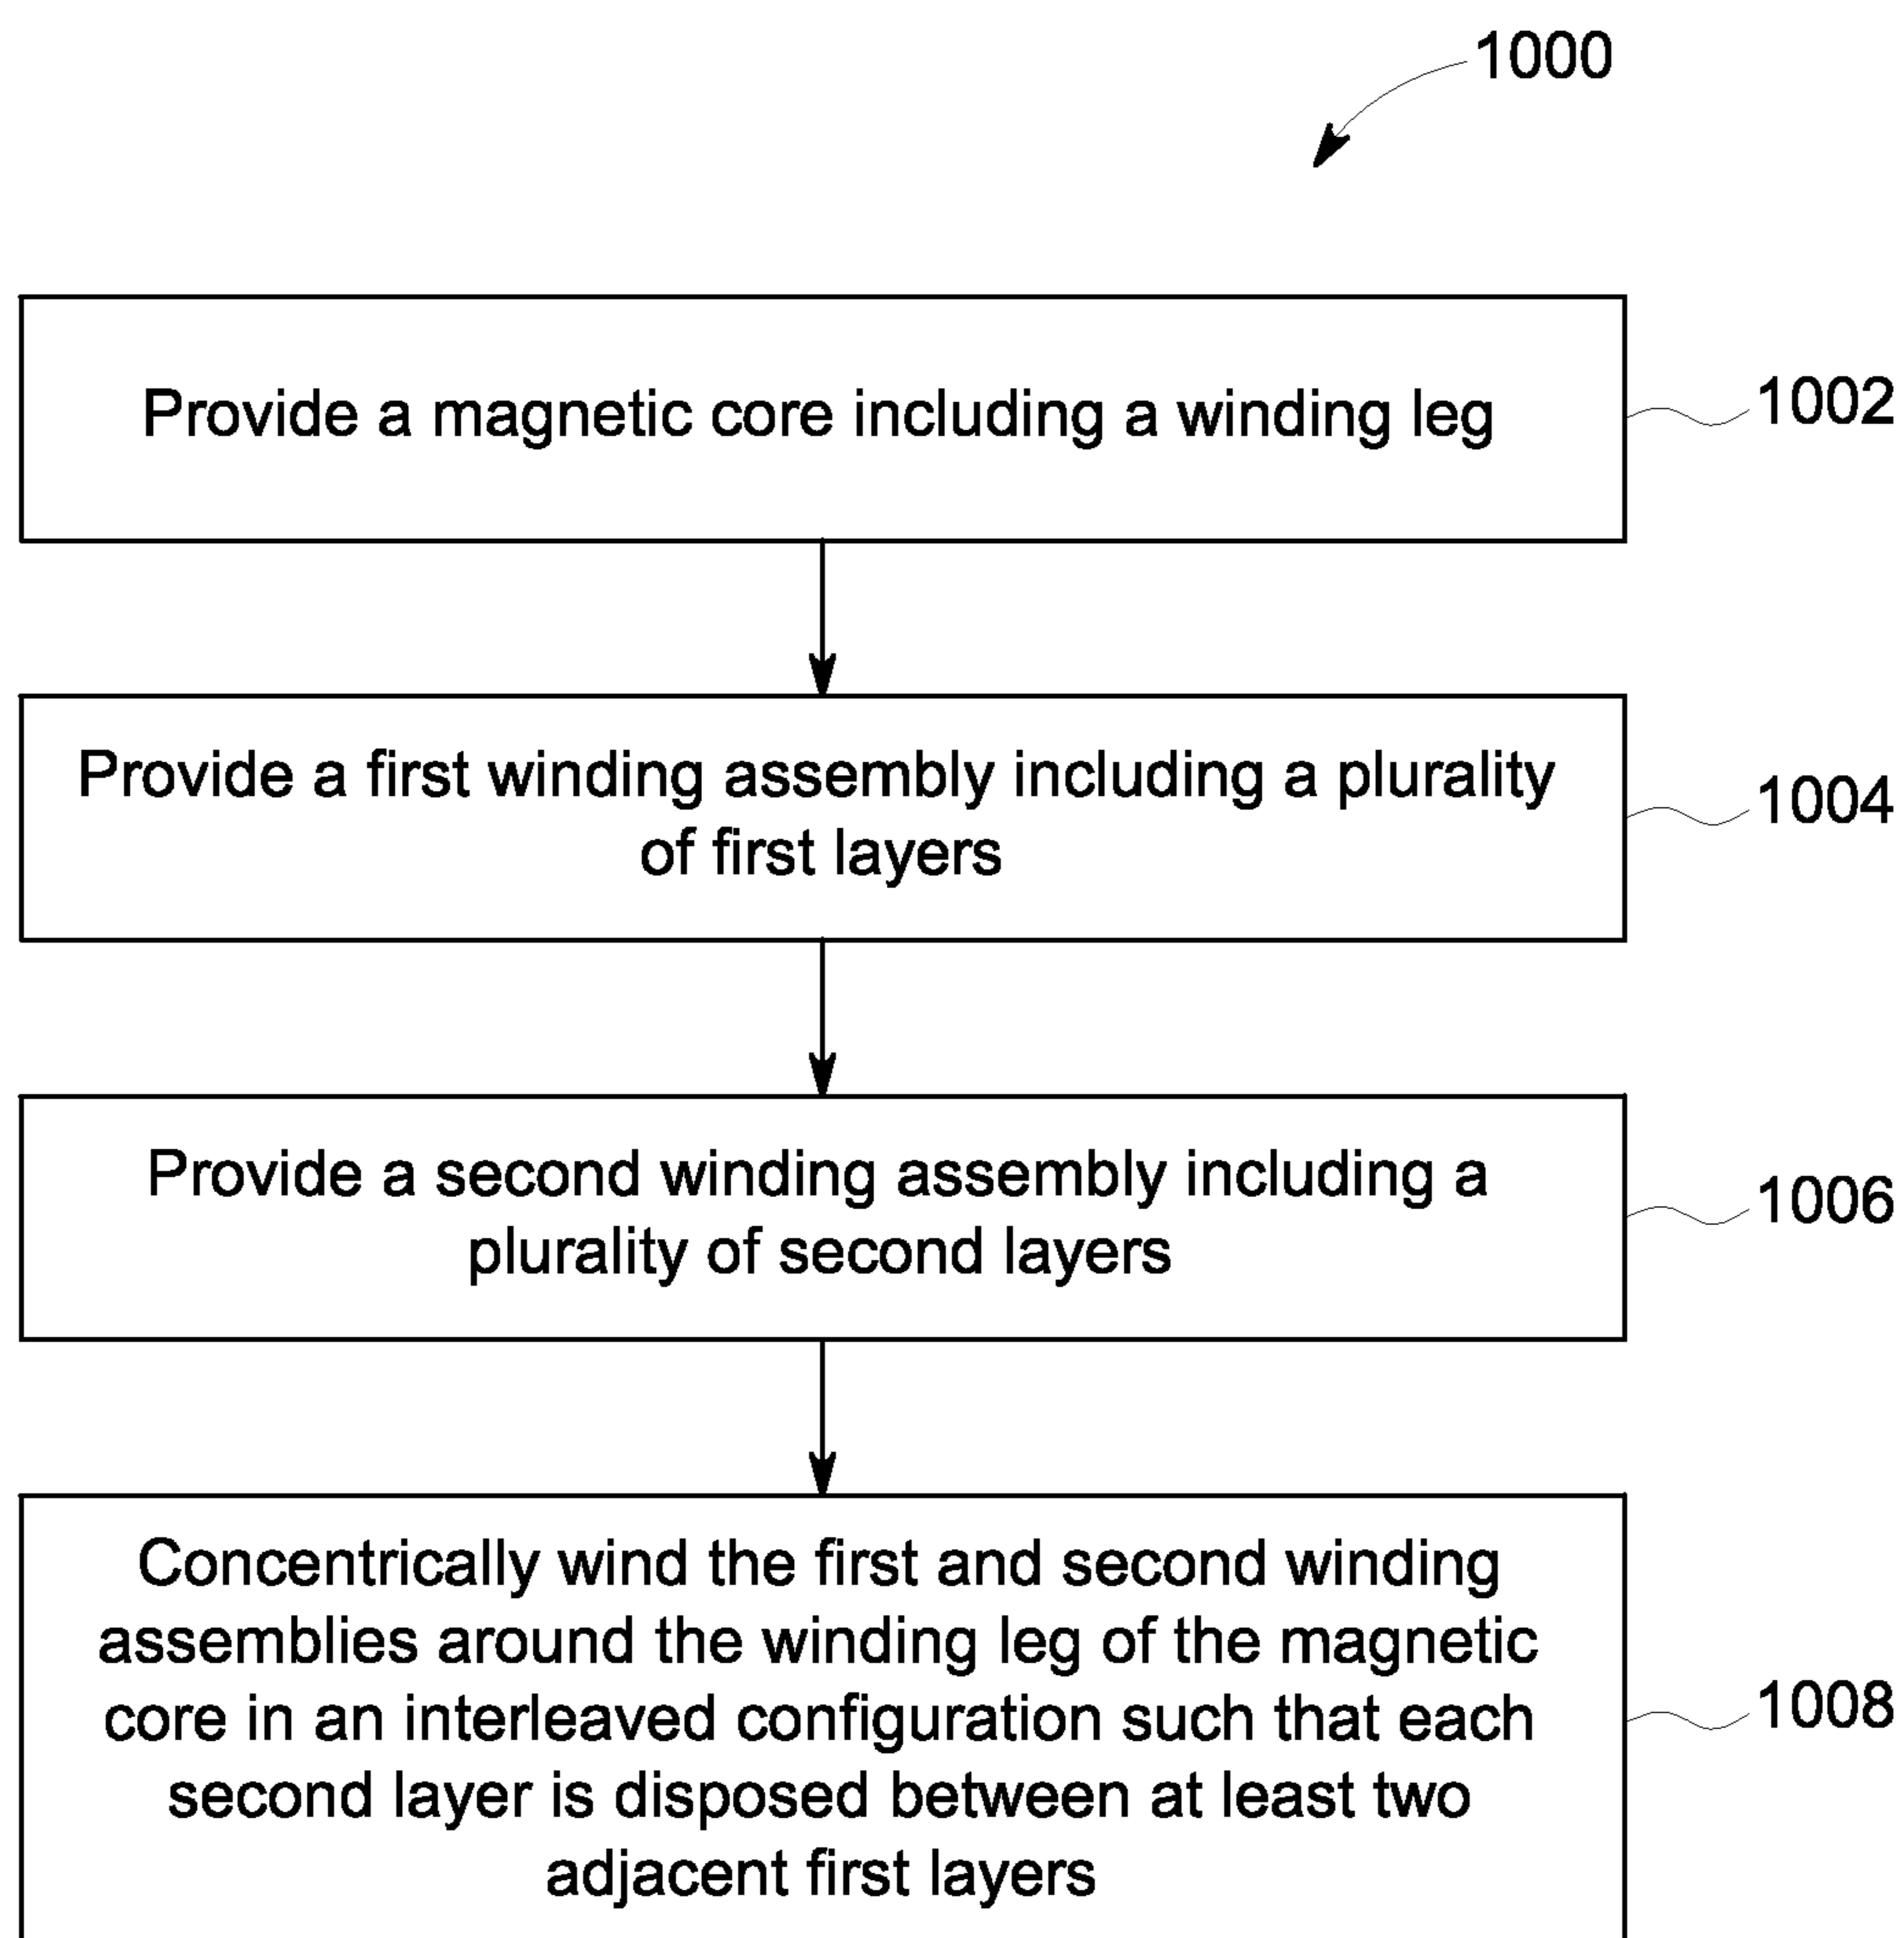 1000
Provide a magnetic core including a winding leg
1002
Provide a first winding assembly including a plurality
of first layers
1004
Provide a second winding assembly including a
plurality of second layers
1006
Concentrically wind the first and second winding
assemblies around the winding leg of the magnetic
core in an interleaved configuration such that each
second layer is disposed between at least two
adjacent first layers
1008